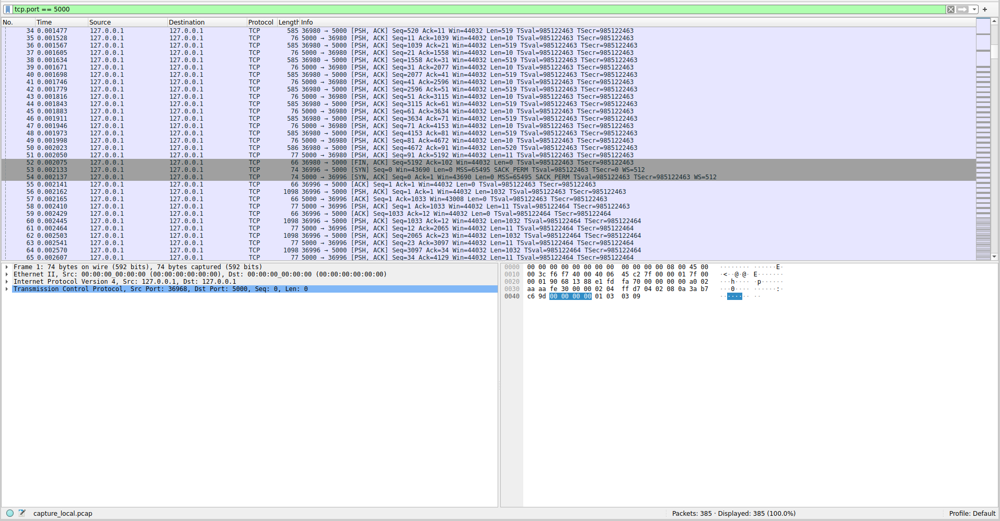 tcp.port == 5000
No. Time Source Destination Protocol Length Info
34 0.001477 127.0.0.1 127.0.0.1 TCP 585 36980 → 5000 [PSH, ACK] Seq=520 Ack=11 Win=44032 Len=519 TSval=985122463 TSecr=985122463
35 0.001528 127.0.0.1 127.0.0.1 TCP 76 5000 → 36980 [PSH, ACK] Seq=11 Ack=1039 Win=44032 Len=10 TSval=985122463 TSecr=985122463
36 0.001567 127.0.0.1 127.0.0.1 TCP 585 36980 → 5000 [PSH, ACK] Seq=1039 Ack=21 Win=44032 Len=519 TSval=985122463 TSecr=985122463
37 0.001605 127.0.0.1 127.0.0.1 TCP 76 5000 → 36980 [PSH, ACK] Seq=21 Ack=1558 Win=44032 Len=10 TSval=985122463 TSecr=985122463
38 0.001634 127.0.0.1 127.0.0.1 TCP 585 36980 → 5000 [PSH, ACK] Seq=1558 Ack=31 Win=44032 Len=519 TSval=985122463 TSecr=985122463
39 0.001671 127.0.0.1 127.0.0.1 TCP 76 5000 → 36980 [PSH, ACK] Seq=31 Ack=2077 Win=44032 Len=10 TSval=985122463 TSecr=985122463
40 0.001698 127.0.0.1 127.0.0.1 TCP 585 36980 → 5000 [PSH, ACK] Seq=2077 Ack=41 Win=44032 Len=519 TSval=985122463 TSecr=985122463
41 0.001746 127.0.0.1 127.0.0.1 TCP 76 5000 → 36980 [PSH, ACK] Seq=41 Ack=2596 Win=44032 Len=10 TSval=985122463 TSecr=985122463
42 0.001779 127.0.0.1 127.0.0.1 TCP 585 36980 → 5000 [PSH, ACK] Seq=2596 Ack=51 Win=44032 Len=519 TSval=985122463 TSecr=985122463
43 0.001816 127.0.0.1 127.0.0.1 TCP 76 5000 → 36980 [PSH, ACK] Seq=51 Ack=3115 Win=44032 Len=10 TSval=985122463 TSecr=985122463
44 0.001843 127.0.0.1 127.0.0.1 TCP 585 36980 → 5000 [PSH, ACK] Seq=3115 Ack=61 Win=44032 Len=519 TSval=985122463 TSecr=985122463
45 0.001883 127.0.0.1 127.0.0.1 TCP 76 5000 → 36980 [PSH, ACK] Seq=61 Ack=3634 Win=44032 Len=10 TSval=985122463 TSecr=985122463
46 0.001911 127.0.0.1 127.0.0.1 TCP 585 36980 → 5000 [PSH, ACK] Seq=3634 Ack=71 Win=44032 Len=519 TSval=985122463 TSecr=985122463
47 0.001946 127.0.0.1 127.0.0.1 TCP 76 5000 → 36980 [PSH, ACK] Seq=71 Ack=4153 Win=44032 Len=10 TSval=985122463 TSecr=985122463
48 0.001973 127.0.0.1 127.0.0.1 TCP 585 36980 → 5000 [PSH, ACK] Seq=4153 Ack=81 Win=44032 Len=519 TSval=985122463 TSecr=985122463
49 0.001998 127.0.0.1 127.0.0.1 TCP 76 5000 → 36980 [PSH, ACK] Seq=81 Ack=4672 Win=44032 Len=10 TSval=985122463 TSecr=985122463
50 0.002023 127.0.0.1 127.0.0.1 TCP 586 36980 → 5000 [PSH, ACK] Seq=4672 Ack=91 Win=44032 Len=520 TSval=985122463 TSecr=985122463
51 0.002050 127.0.0.1 127.0.0.1 TCP 77 5000 → 36980 [PSH, ACK] Seq=91 Ack=5192 Win=44032 Len=11 TSval=985122463 TSecr=985122463
52 0.002075 127.0.0.1 127.0.0.1 TCP 66 36980 → 5000 [FIN, ACK] Seq=5192 Ack=102 Win=44032 Len=0 TSval=985122463 TSecr=985122463
53 0.002133 127.0.0.1 127.0.0.1 TCP 74 36996 → 5000 [SYN] Seq=0 Win=43690 Len=0 MSS=65495 SACK_PERM TSval=985122463 TSecr=0 WS=512
54 0.002137 127.0.0.1 127.0.0.1 TCP 74 5000 → 36996 [SYN, ACK] Seq=0 Ack=1 Win=43690 Len=0 MSS=65495 SACK_PERM TSval=985122463 TSecr=985122463 WS=512
55 0.002141 127.0.0.1 127.0.0.1 TCP 66 36996 → 5000 [ACK] Seq=1 Ack=1 Win=44032 Len=0 TSval=985122463 TSecr=985122463
56 0.002162 127.0.0.1 127.0.0.1 TCP 1098 36996 → 5000 [PSH, ACK] Seq=1 Ack=1 Win=44032 Len=1032 TSval=985122463 TSecr=985122463
57 0.002165 127.0.0.1 127.0.0.1 TCP 66 5000 → 36996 [ACK] Seq=1 Ack=1033 Win=43008 Len=0 TSval=985122463 TSecr=985122463
58 0.002410 127.0.0.1 127.0.0.1 TCP 77 5000 → 36996 [PSH, ACK] Seq=1 Ack=1033 Win=44032 Len=11 TSval=985122464 TSecr=985122463
59 0.002429 127.0.0.1 127.0.0.1 TCP 66 36996 → 5000 [ACK] Seq=1033 Ack=12 Win=44032 Len=0 TSval=985122464 TSecr=985122464
60 0.002445 127.0.0.1 127.0.0.1 TCP 1098 36996 → 5000 [PSH, ACK] Seq=1033 Ack=12 Win=44032 Len=1032 TSval=985122464 TSecr=985122464
61 0.002464 127.0.0.1 127.0.0.1 TCP 77 5000 → 36996 [PSH, ACK] Seq=12 Ack=2065 Win=44032 Len=11 TSval=985122464 TSecr=985122464
62 0.002503 127.0.0.1 127.0.0.1 TCP 1098 36996 → 5000 [PSH, ACK] Seq=2065 Ack=23 Win=44032 Len=1032 TSval=985122464 TSecr=985122464
63 0.002541 127.0.0.1 127.0.0.1 TCP 77 5000 → 36996 [PSH, ACK] Seq=23 Ack=3097 Win=44032 Len=11 TSval=985122464 TSecr=985122464
64 0.002570 127.0.0.1 127.0.0.1 TCP 1098 36996 → 5000 [PSH, ACK] Seq=3097 Ack=34 Win=44032 Len=1032 TSval=985122464 TSecr=985122464
65 0.002607 127.0.0.1 127.0.0.1 TCP 77 5000 → 36996 [PSH, ACK] Seq=34 Ack=4129 Win=44032 Len=11 TSval=985122464 TSecr=985122464
Frame 1: 74 bytes on wire (592 bits), 74 bytes captured (592 bits)
Ethernet II, Src: 00:00:00_00:00:00 (00:00:00:00:00:00), Dst: 00:00:00_00:00:00 (00:00:00:00:00:00)
Internet Protocol Version 4, Src: 127.0.0.1, Dst: 127.0.0.1
Transmission Control Protocol, Src Port: 36968, Dst Port: 5000, Seq: 0, Len: 0
0000 00 00 00 00 00 00 00 00 00 00 00 00 08 00 45 00 ········ ······E·
0010 00 3c f6 f7 40 00 40 06 45 c2 7f 00 00 01 7f 00 ·<··@·@· E·······
0020 00 01 90 68 13 88 e1 fd fa 70 00 00 00 00 a0 02 ···h···· ·p······
0030 aa aa fe 30 00 00 02 04 ff d7 04 02 08 0a 3a b7 ···0···· ······:·
0040 c6 9d 00 00 00 00 01 03 03 09 ········ ··
capture_local.pcap
Packets: 385 · Displayed: 385 (100.0%)
Profile: Default